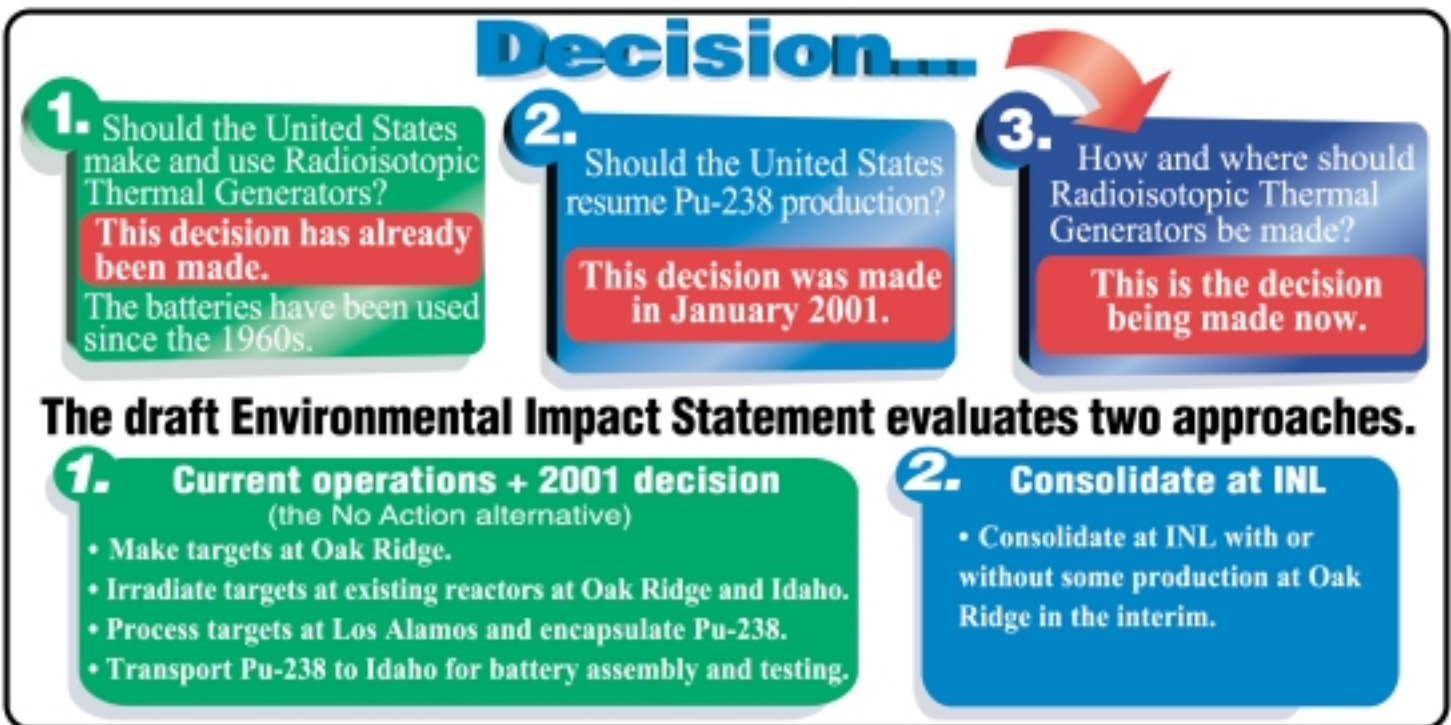 Decision....
1.
Should the United States
make and use Radioisotopic
Thermal Generators?
This decision has already
been made.
The batteries have been used
since the 1960s.
2.
Should the United States
resume Pu-238 production?
This decision was made
in January 2001.
3.
How and where should
Radioisotopic Thermal
Generators be made?
This is the decision
being made now.
The draft Environmental Impact Statement evaluates two approaches.
1.
Current operations + 2001 decision
(the No Action alternative)
• Make targets at Oak Ridge.
• Irradiate targets at existing reactors at Oak Ridge and Idaho.
• Process targets at Los Alamos and encapsulate Pu-238.
• Transport Pu-238 to Idaho for battery assembly and testing.
2.
Consolidate at INL
• Consolidate at INL with or
without some production at Oak
Ridge in the interim.